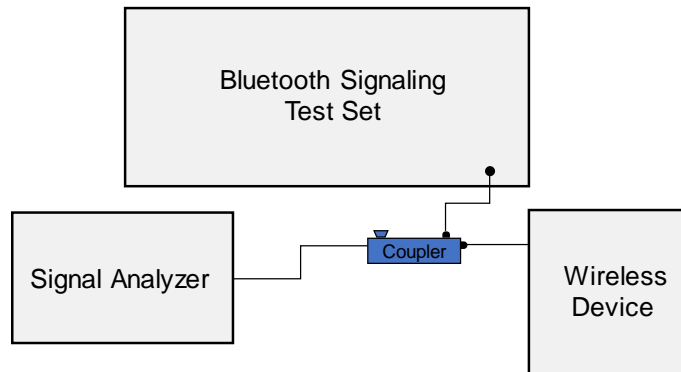 Bluetooth Signaling
Test Set
Signal Analyzer
Coupler
Wireless
Device